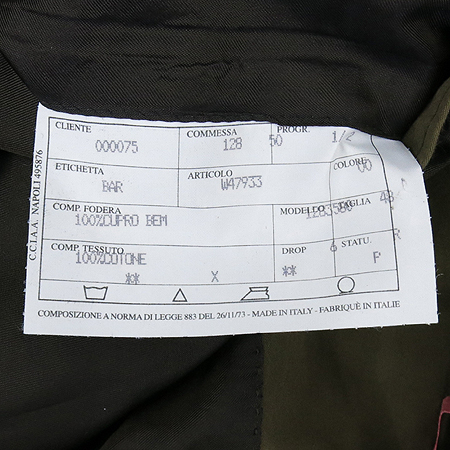 CLIENTE COMMESSA PROGR.
000075 128 50 1/2
ETICHETTA ARTICOLO COLORE
BAR W47933 00
COMP. FODERA MODELLO TAGLIA
100%CUPRO BEM 1283580 48
COMP. TESSUTO DROP STATU.
100%COTONE 6 R
** X ** P
COMPOSIZIONE A NORMA DI LEGGE 883 DEL 26/11/73 - MADE IN ITALY - FABRIQUÉ IN ITALIE
C.C.I.A.A. NAPOLI 495876